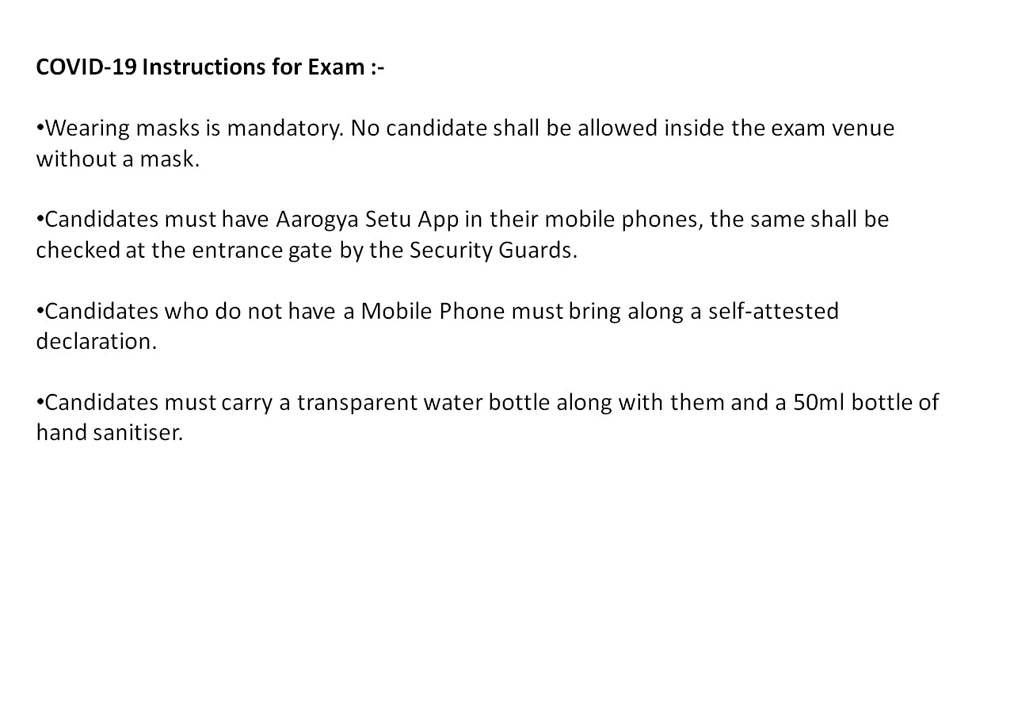 COVID-19 Instructions for Exam :-
•Wearing masks is mandatory. No candidate shall be allowed inside the exam venue
without a mask.
•Candidates must have Aarogya Setu App in their mobile phones, the same shall be
checked at the entrance gate by the Security Guards.
•Candidates who do not have a Mobile Phone must bring along a self-attested
declaration.
•Candidates must carry a transparent water bottle along with them and a 50ml bottle of
hand sanitiser.